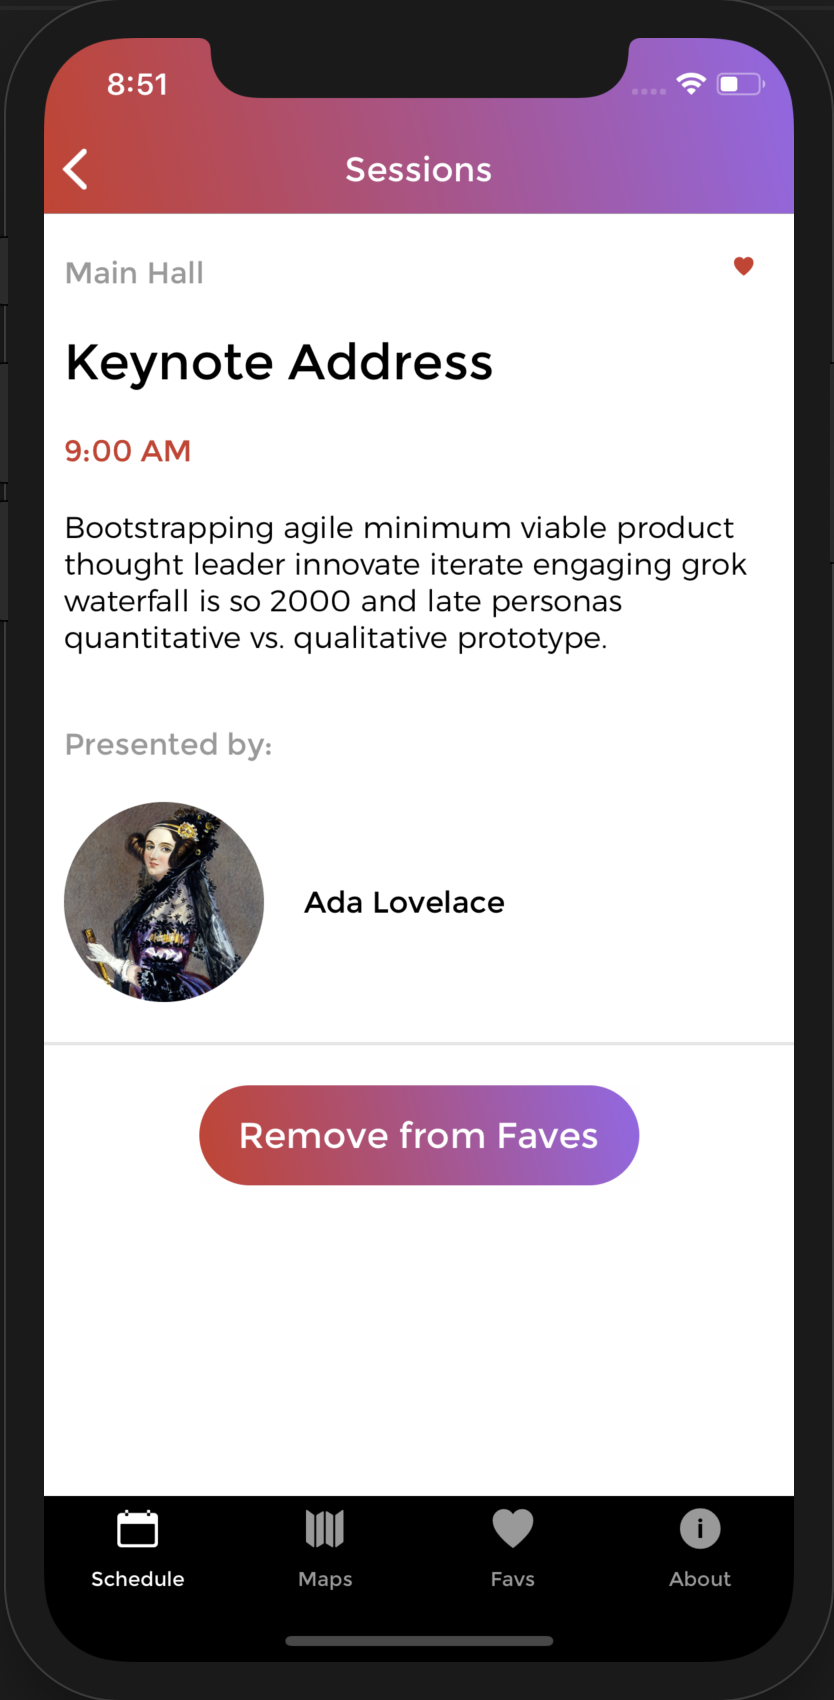 8:51
Sessions
Main Hall
Keynote Address
9:00 AM
Bootstrapping agile minimum viable product
thought leader innovate iterate engaging grok
waterfall is so 2000 and late personas
quantitative vs. qualitative prototype.
Presented by:
Ada Lovelace
Remove from Faves
Schedule
Maps
Favs
About